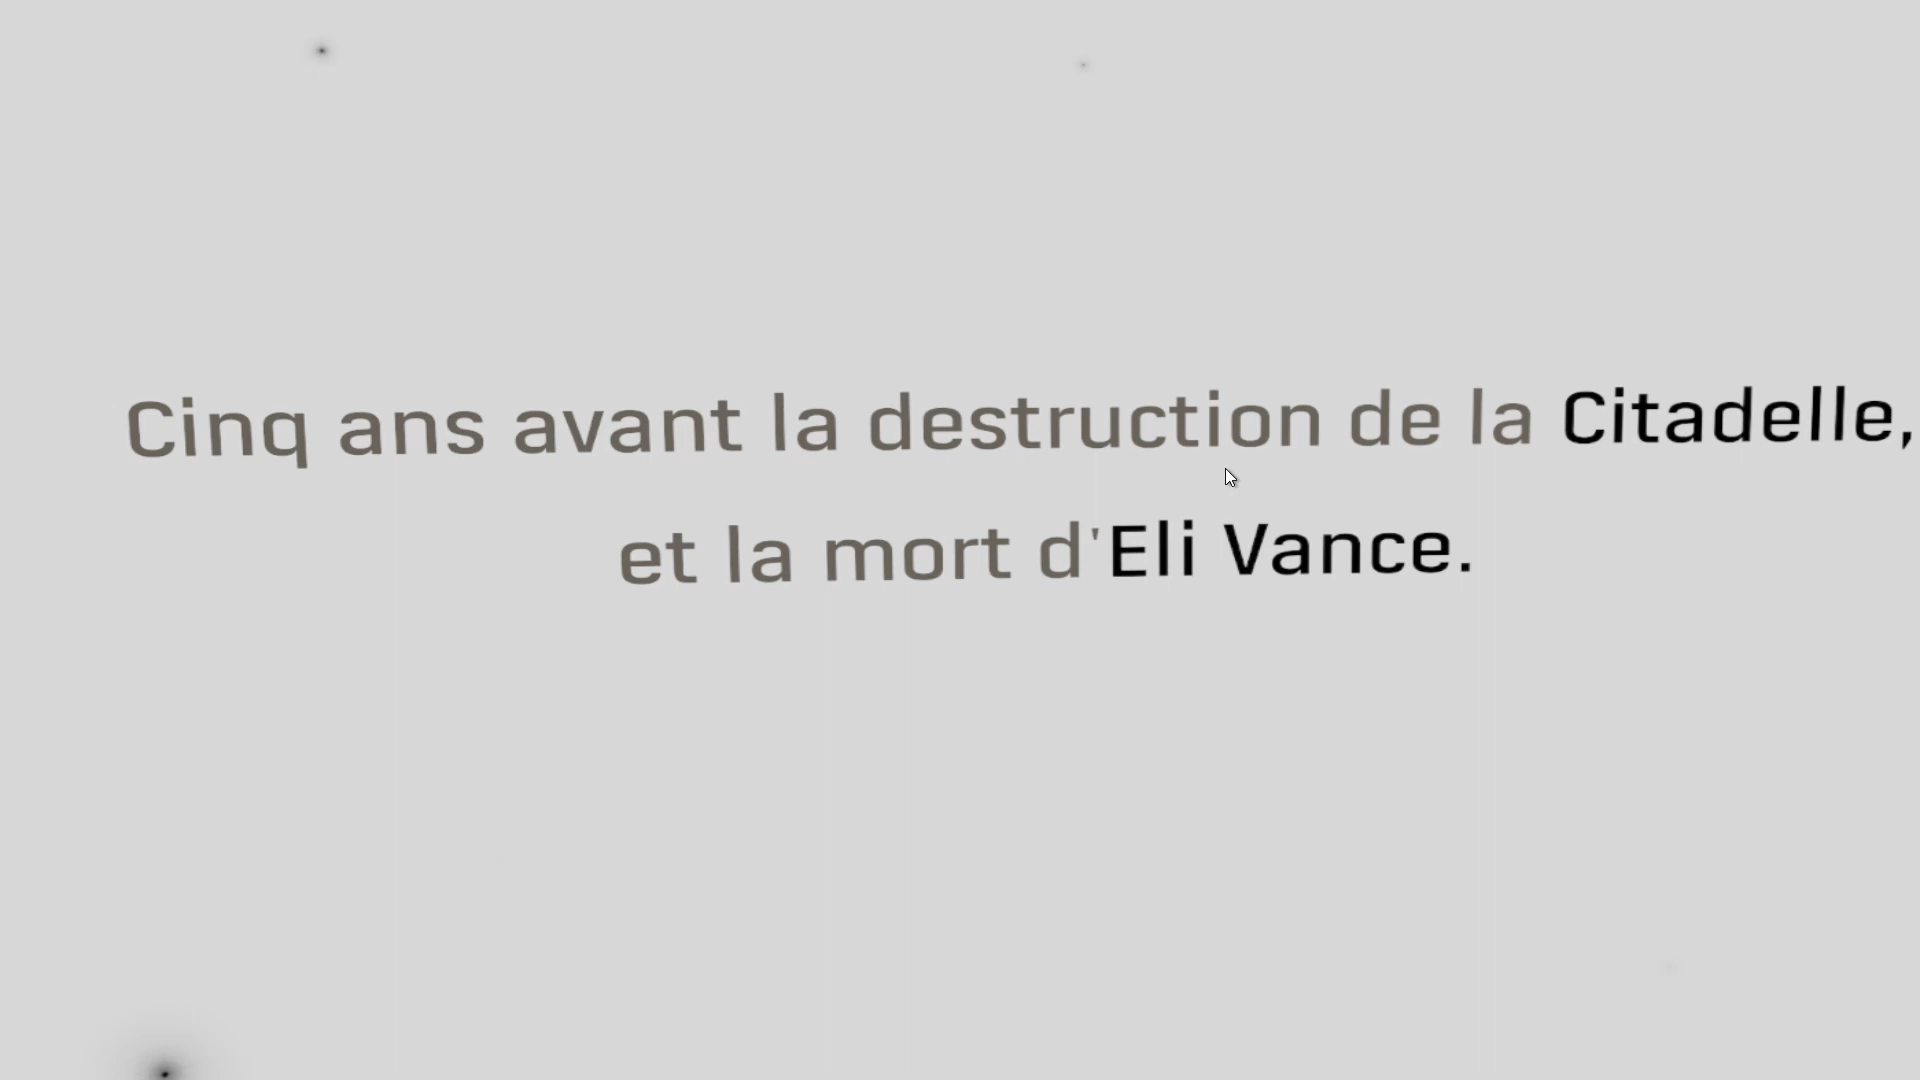 Cinq ans avant la destruction de la Citadelle,
et la mort d'Eli Vance.